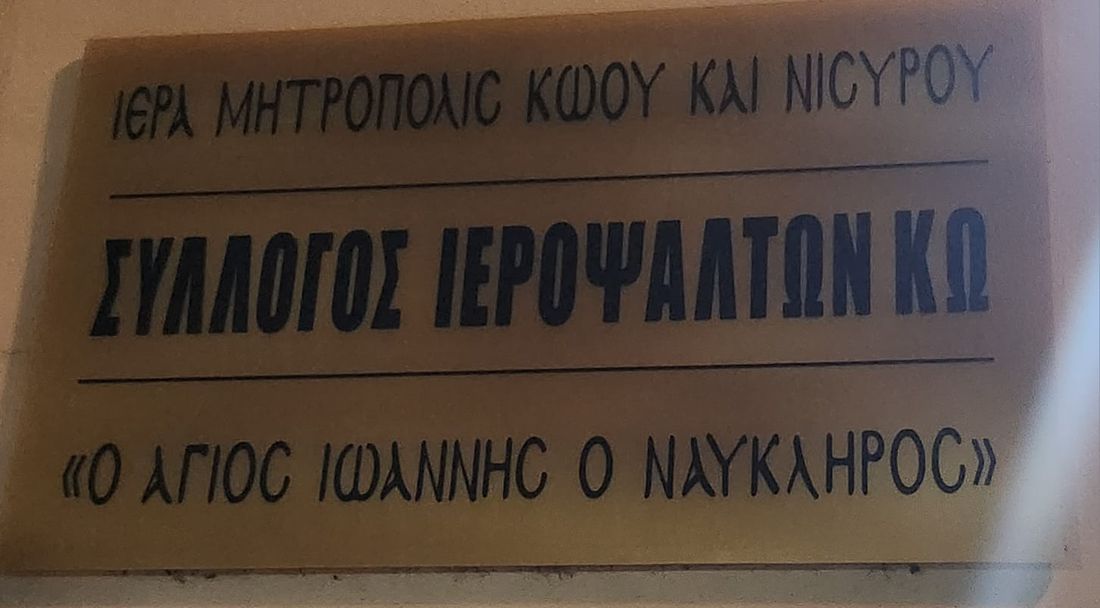 ΙΕΡΑ ΜΗΤΡΟΠΟΛΙΣ ΚΩΟΥ ΚΑΙ ΝΙΣΥΡΟΥ
ΣΥΛΛΟΓΟΣ ΙΕΡΟΨΑΛΤΩΝ ΚΩ
«Ο ΑΓΙΟΣ ΙΩΑΝΝΗΣ Ο ΝΑΥΚΛΗΡΟΣ»